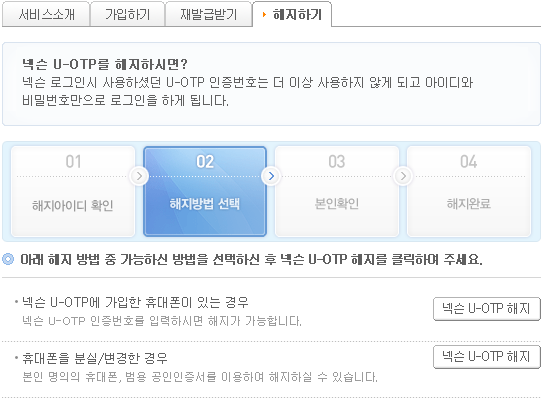 서비스소개 가입하기 재발급받기 해지하기
넥슨 U-OTP를 해지하시면?
넥슨 로그인시 사용하셨던 U-OTP 인증번호는 더 이상 사용하지 않게 되고 아이디와
비밀번호만으로 로그인을 하게 됩니다.
01 02 03 04
해지아이디 확인 해지방법 선택 본인확인 해지완료
아래 해지 방법 중 가능하신 방법을 선택하신 후 넥슨 U-OTP 해지를 클릭하여 주세요.
• 넥슨 U-OTP에 가입한 휴대폰이 있는 경우 넥슨 U-OTP 해지
넥슨 U-OTP 인증번호를 입력하시면 해지가 가능합니다.
• 휴대폰을 분실/변경한 경우 넥슨 U-OTP 해지
본인 명의의 휴대폰, 범용 공인인증서를 이용하여 해지하실 수 있습니다.